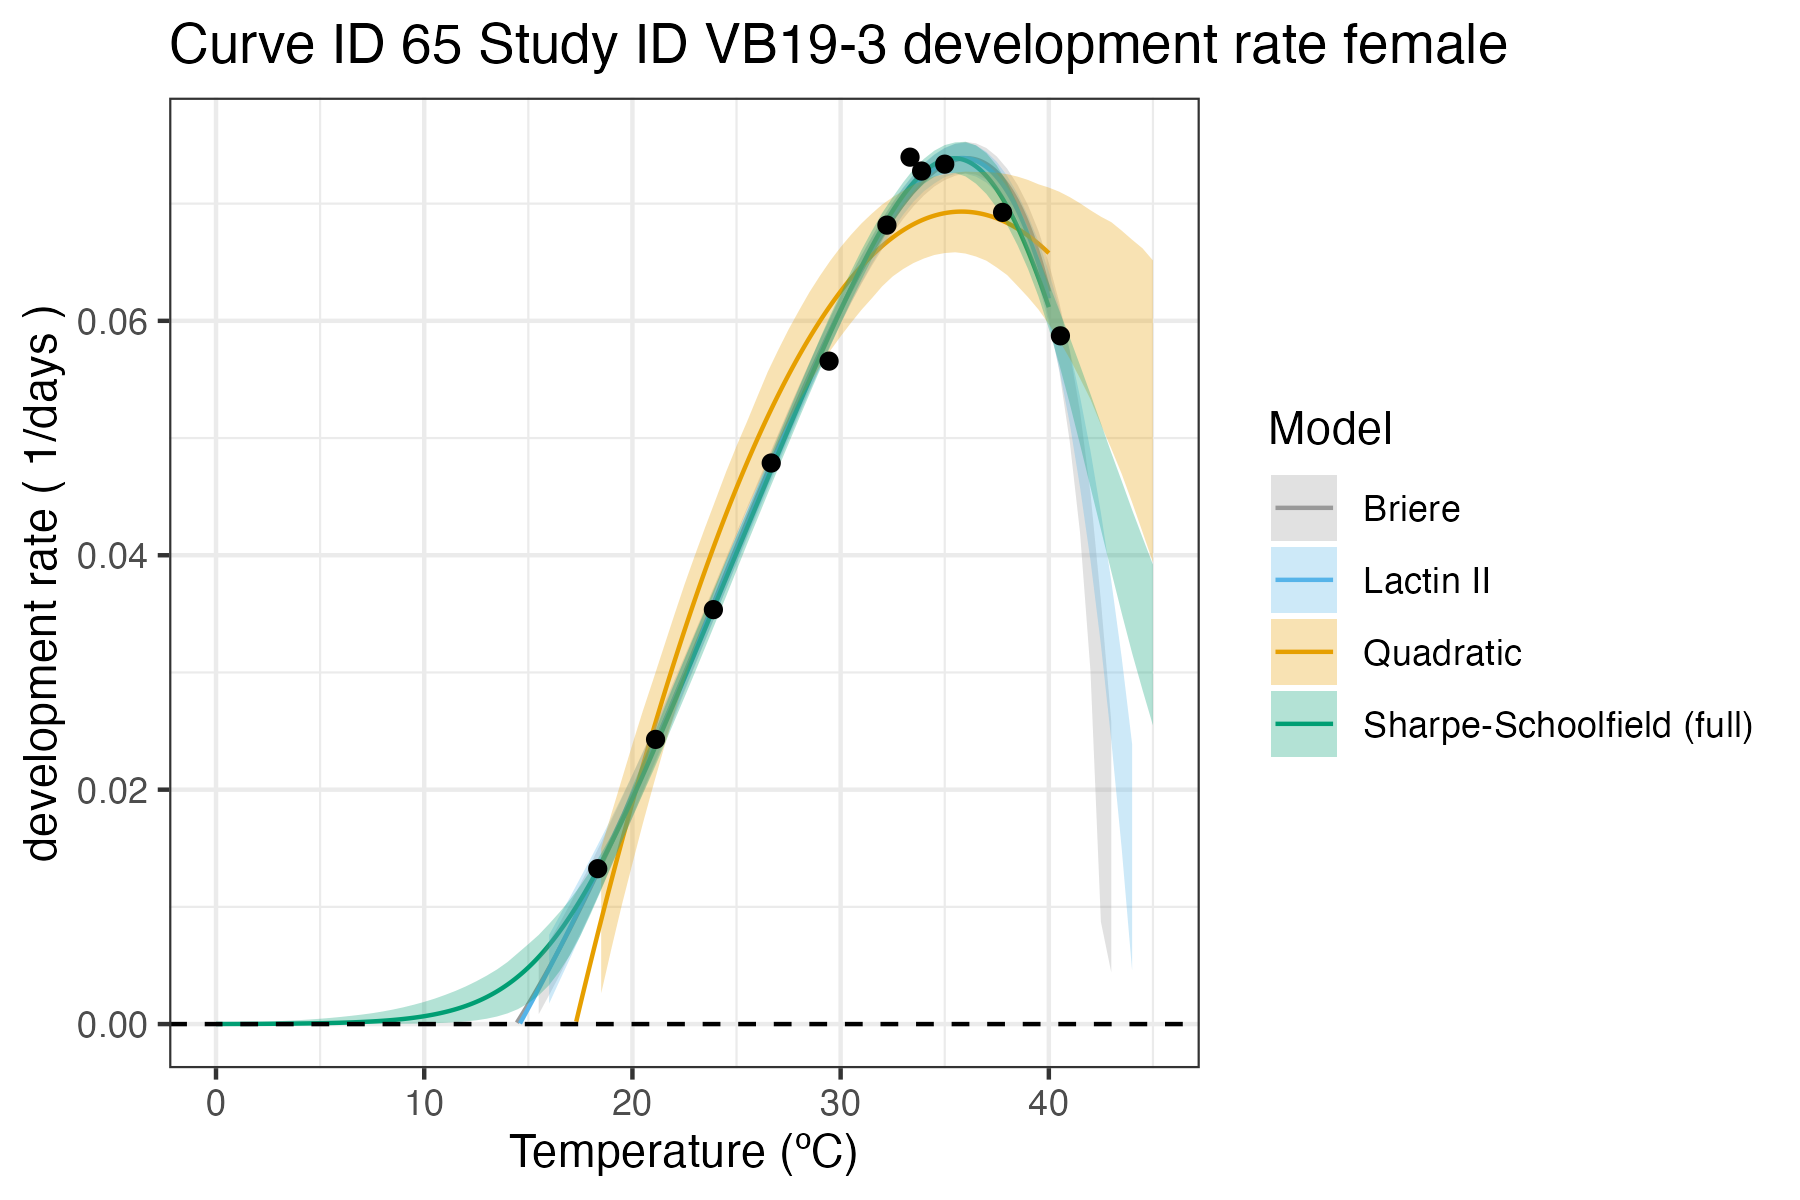 Curve ID 65 Study ID VB19-3 development rate female
development rate ( 1/days )
0.06
0.04
0.02
0.00
0 10 20 30 40
Temperature (ºC)
Model
Briere
Lactin II
Quadratic
Sharpe-Schoolfield (full)